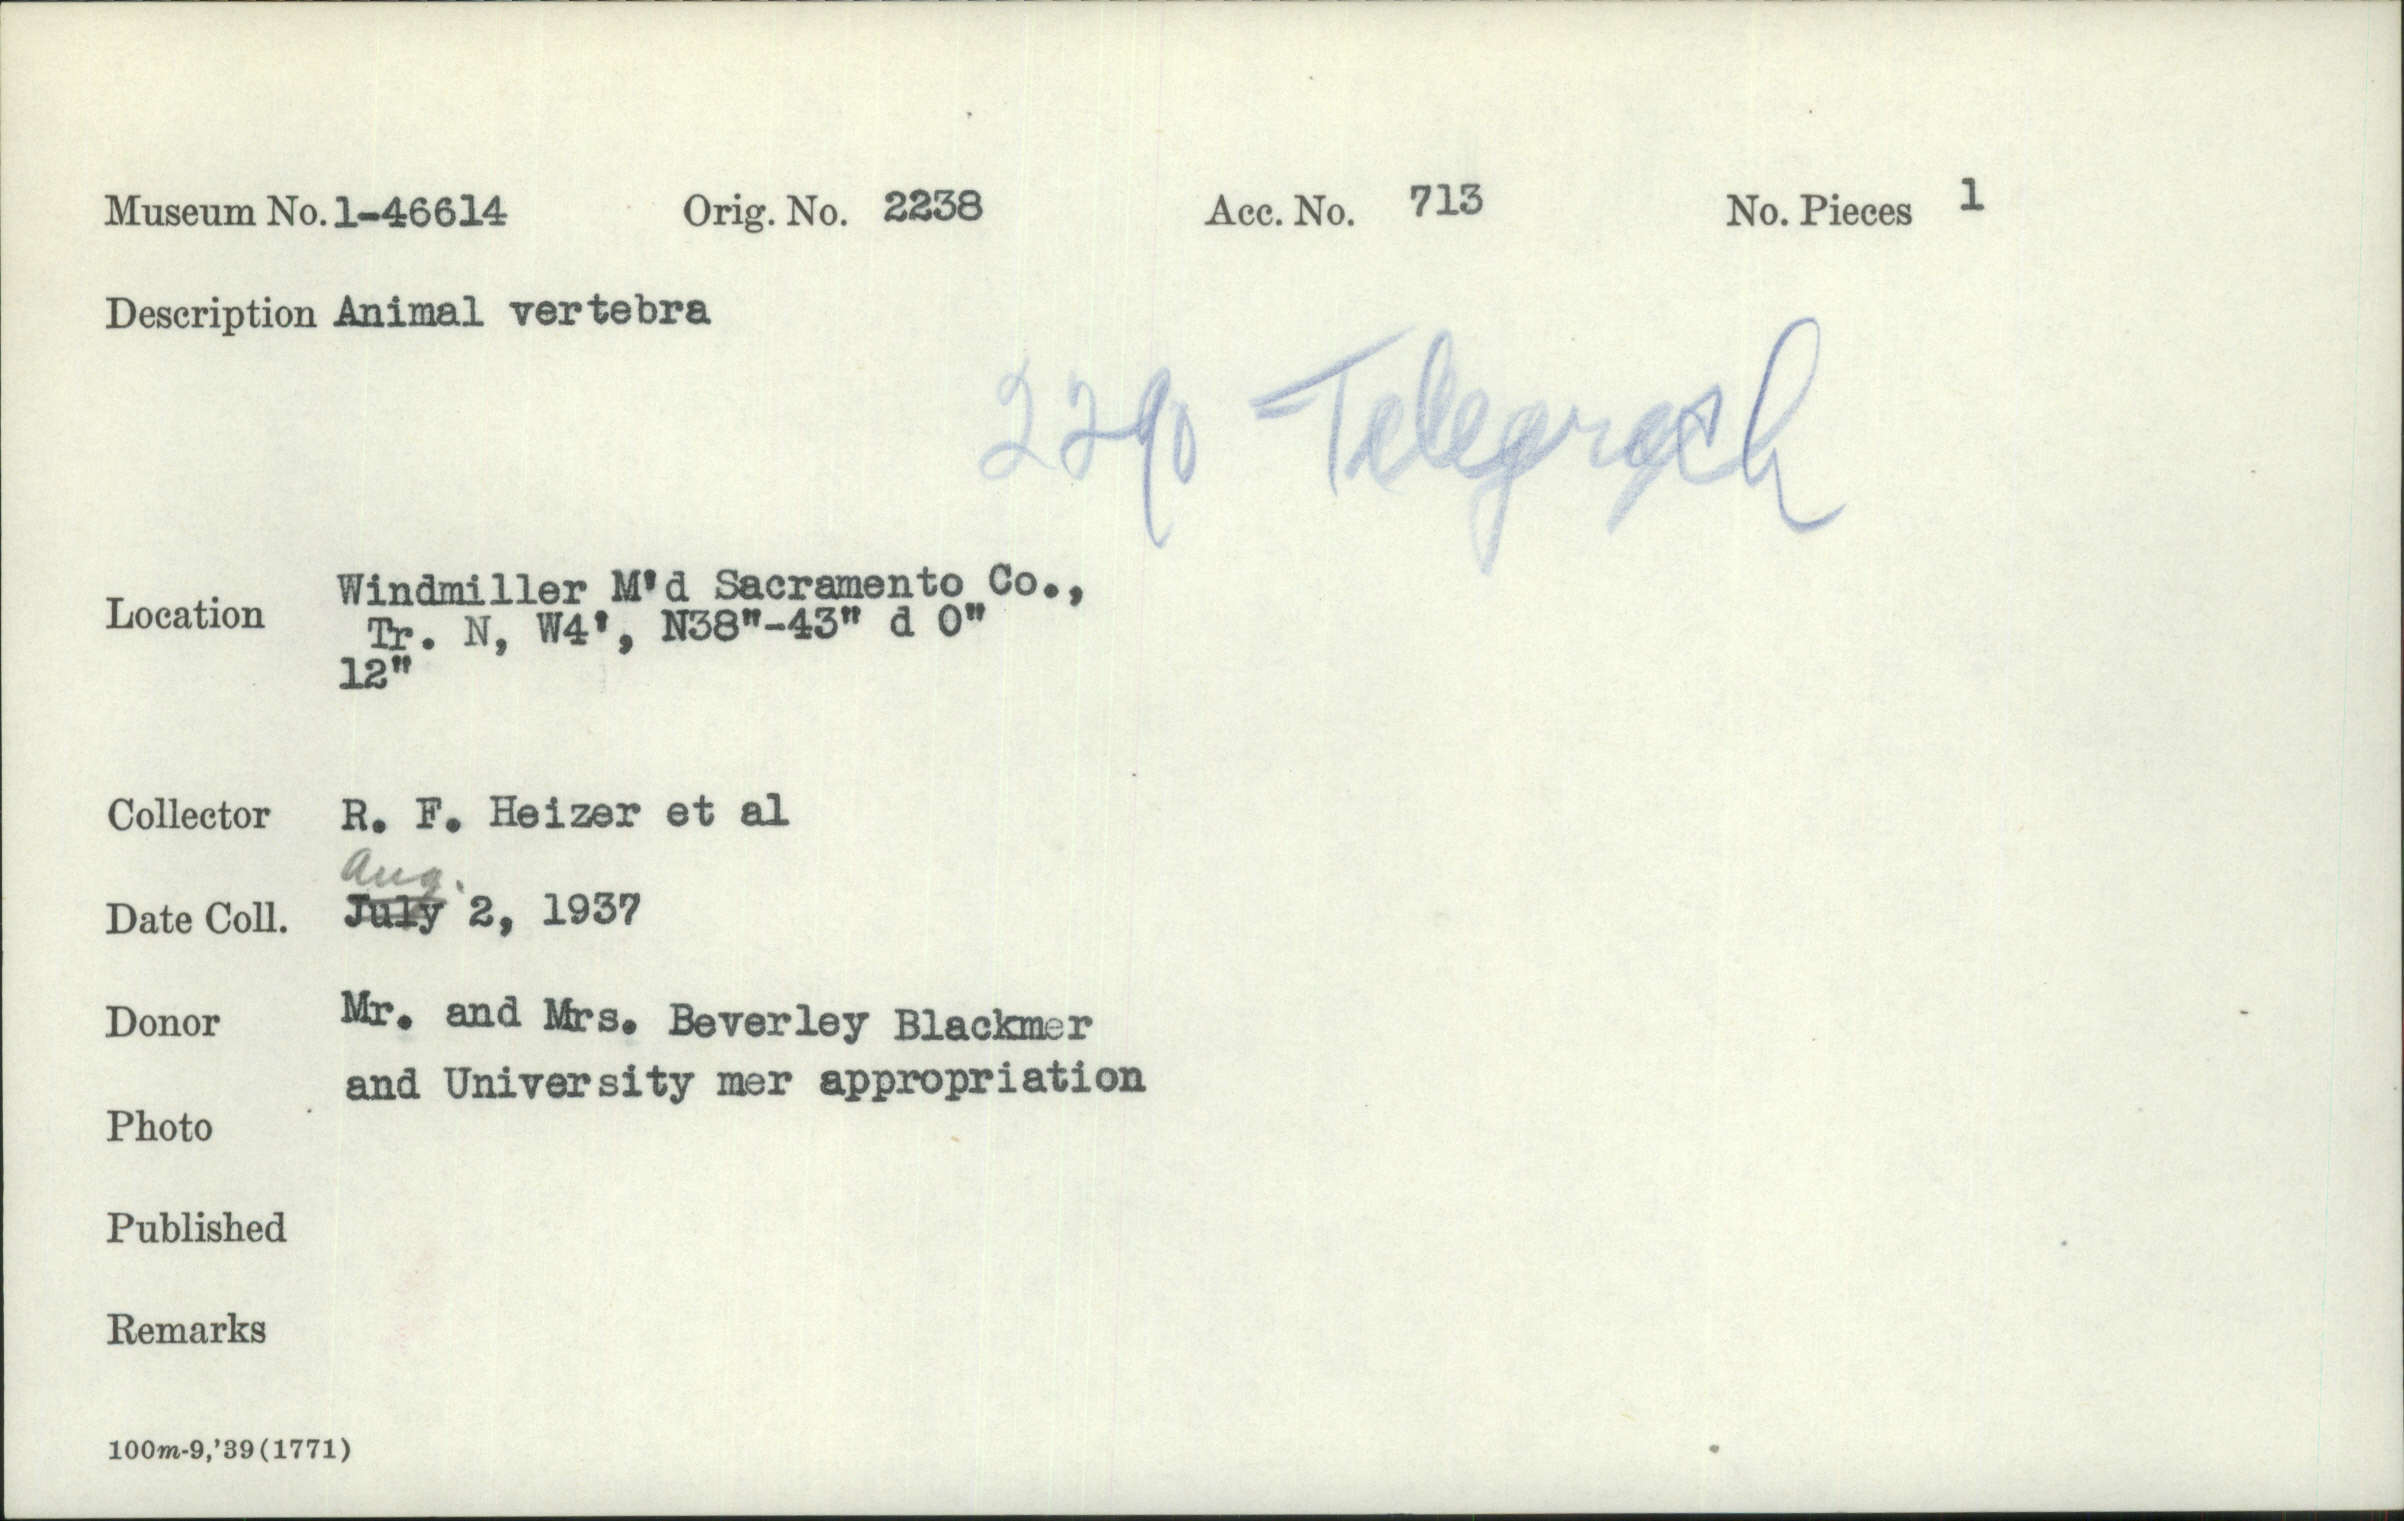 Museum No. 1-46614 Orig. No. 2238 Acc. No. 713 No. Pieces 1
Description Animal vertebra
2290 Telegraph
Location Windmiller M'd Sacramento Co.,
Tr. N, W4', N38"-43" d 0"
12"
Collector R. F. Heizer et al
Aug.
Date Coll. July 2, 1937
Donor Mr. and Mrs. Beverley Blackmer
and University mer appropriation
Photo
Published
Remarks
100m-9,'39(1771)